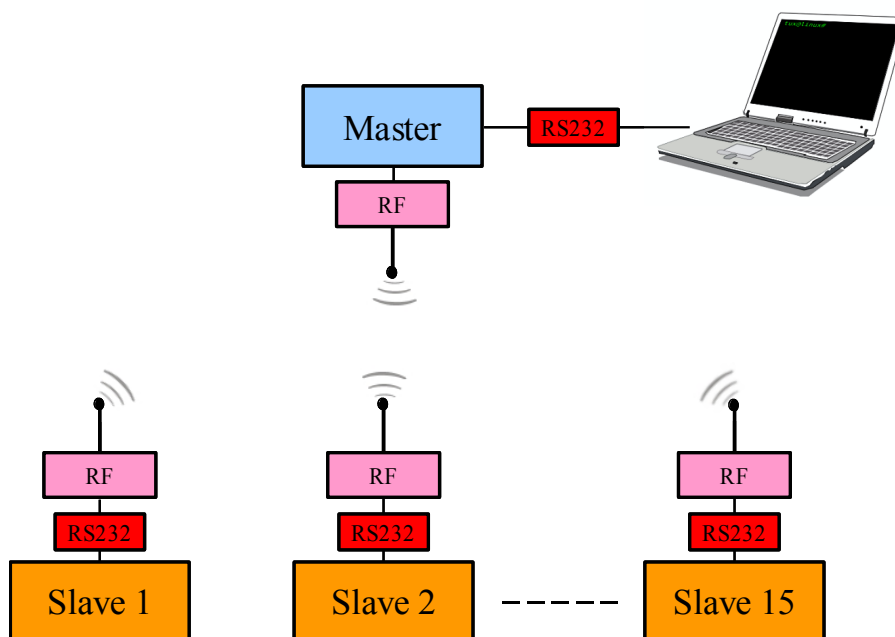 Master
RS232
RF
RF
RF
RF
RS232
RS232
RS232
Slave 1
Slave 2
Slave 15